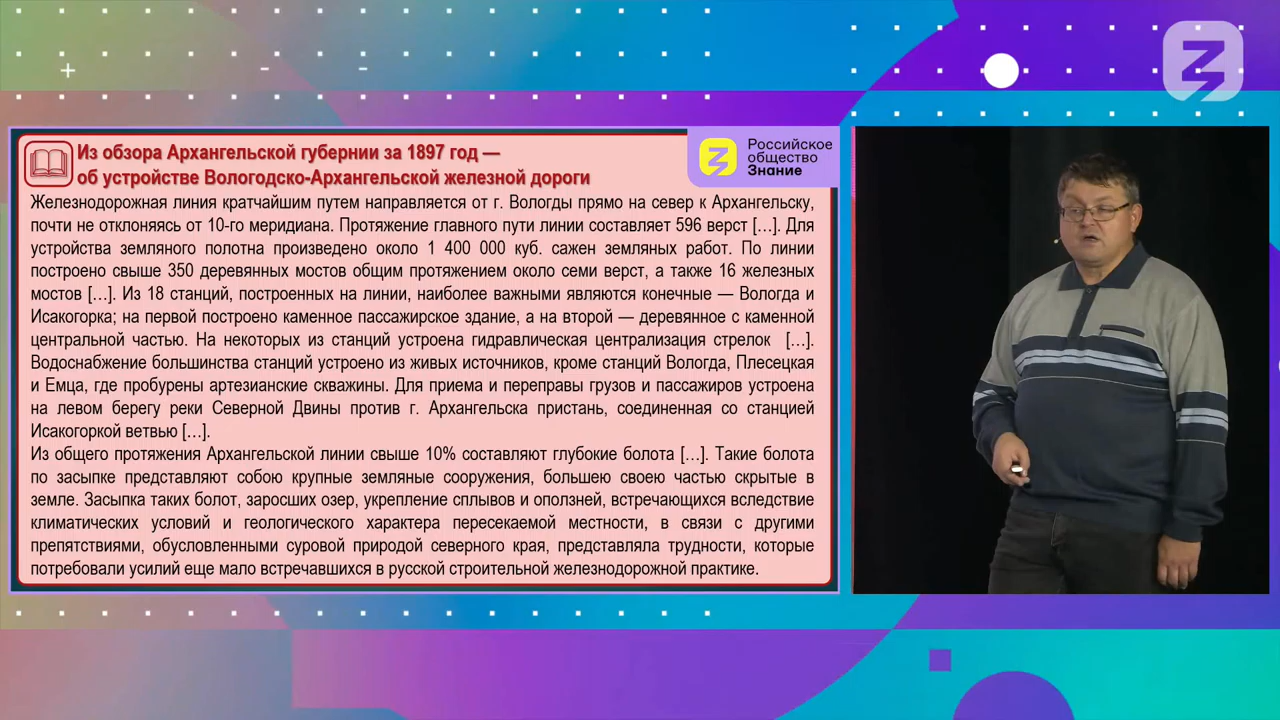 Из обзора Архангельской губернии за 1897 год —
об устройстве Вологодско-Архангельской железной дороги
Российское
общество
Знание
Железнодорожная линия кратчайшим путем направляется от г. Вологды прямо на север к Архангельску,
почти не отклоняясь от 10-го меридиана. Протяжение главного пути линии составляет 596 верст […]. Для
устройства земляного полотна произведено около 1 400 000 куб. сажен земляных работ. По линии
построено свыше 350 деревянных мостов общим протяжением около семи верст, а также 16 железных
мостов […]. Из 18 станций, построенных на линии, наиболее важными являются конечные — Вологда и
Исакогорка; на первой построено каменное пассажирское здание, а на второй — деревянное с каменной
центральной частью. На некоторых из станций устроена гидравлическая централизация стрелок […].
Водоснабжение большинства станций устроено из живых источников, кроме станций Вологда, Плесецкая
и Емца, где пробурены артезианские скважины. Для приема и переправы грузов и пассажиров устроена
на левом берегу реки Северной Двины против г. Архангельска пристань, соединенная со станцией
Исакогоркой ветвью […].
Из общего протяжения Архангельской линии свыше 10% составляют глубокие болота […]. Такие болота
по засыпке представляют собою крупные земляные сооружения, большею своею частью скрытые в
земле. Засыпка таких болот, заросших озер, укрепление сплывов и оползней, встречающихся вследствие
климатических условий и геологического характера пересекаемой местности, в связи с другими
препятствиями, обусловленными суровой природой северного края, представляла трудности, которые
потребовали усилий еще мало встречавшихся в русской строительной железнодорожной практике.